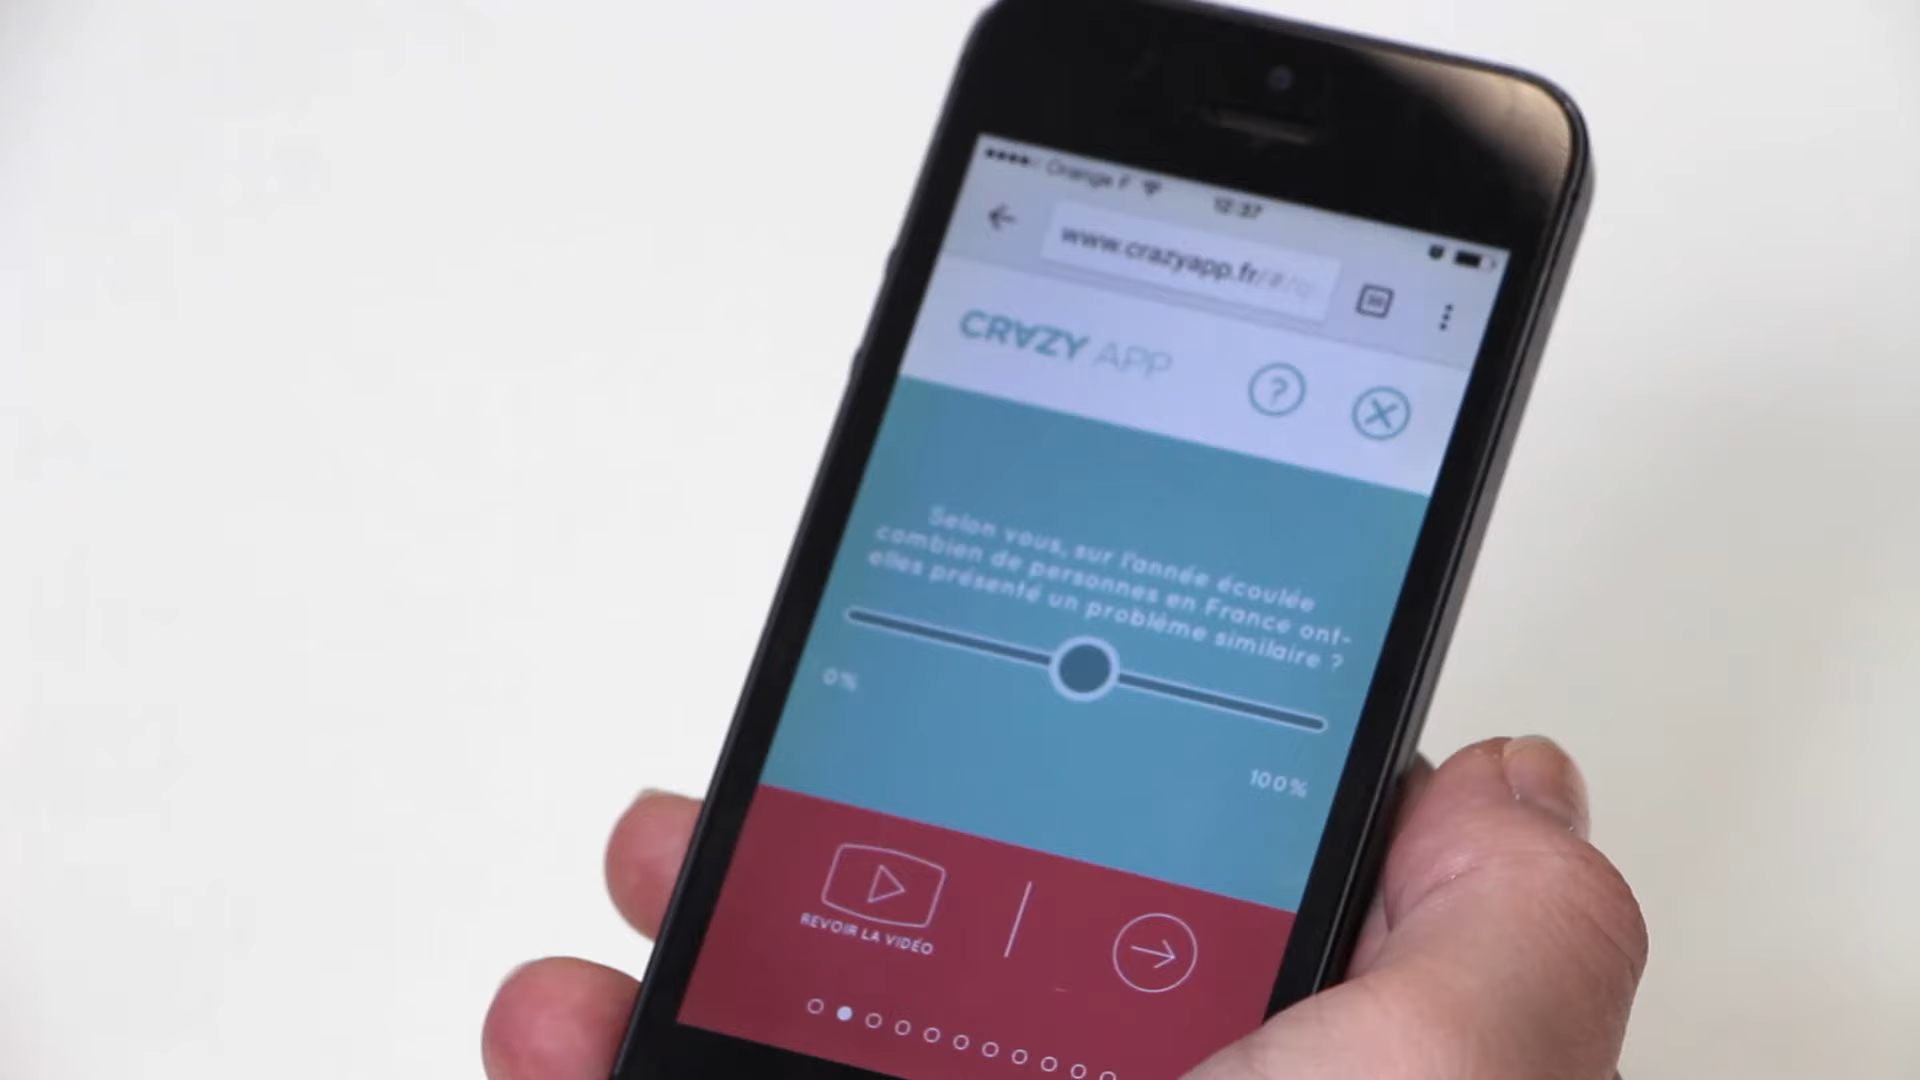 Orange F 12:37
www.crazyapp.fr/#/
CRAZY APP
?
Selon vous, sur l'année écoulée
combien de personnes en France ont-
elles présenté un problème similaire ?
0%
100%
REVOIR LA VIDÉO